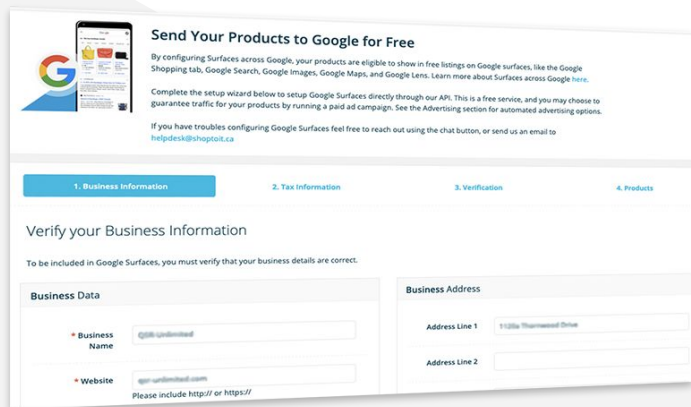 Send Your Products to Google for Free
By configuring Surfaces across Google, your products are eligible to show in free listings on Google surfaces, like the Google
Shopping tab, Google Search, Google Images, Google Maps, and Google Lens. Learn more about Surfaces across Google here.
Complete the setup wizard below to setup Google Surfaces directly through our API. This is a free service, and you may choose to
guarantee traffic for your products by running a paid ad campaign. See the Advertising section for automated advertising options.
If you have troubles configuring Google Surfaces feel free to reach out using the chat button, or send us an email to
helpdesk@shoptoit.ca
1. Business Information
2. Tax Information
3. Verification
4. Products
Verify your Business Information
To be included in Google Surfaces, you must verify that your business details are correct.
Business Data
* Business
Name
* Website
Please include http:// or https://
Business Address
Address Line 1
Address Line 2